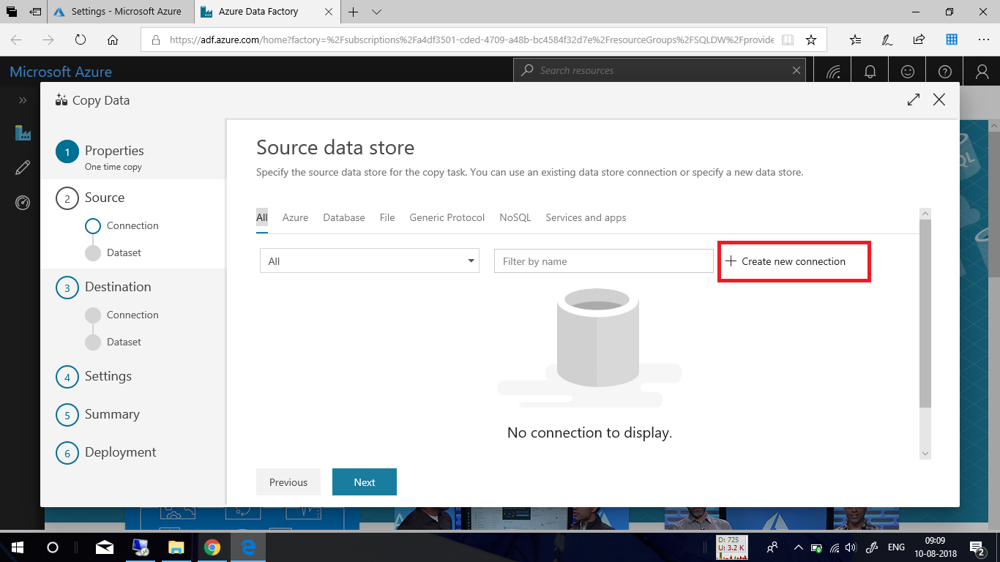 Settings - Microsoft Azure
Azure Data Factory
https://adf.azure.com/home?factory=%2Fsubscriptions%2Fa4df3501-cded-4709-a48b-bc4584f32d7e%2FresourceGroups%2FSQLDW%2Fprovide
Microsoft Azure
Search resources
Copy Data
1 Properties
One time copy
2 Source
Connection
Dataset
3 Destination
Connection
Dataset
4 Settings
5 Summary
6 Deployment
Source data store
Specify the source data store for the copy task. You can use an existing data store connection or specify a new data store.
All Azure Database File Generic Protocol NoSQL Services and apps
All Filter by name + Create new connection
No connection to display.
Previous Next
D: 725
U: 3.2 K
ENG
09:09
10-08-2018
2